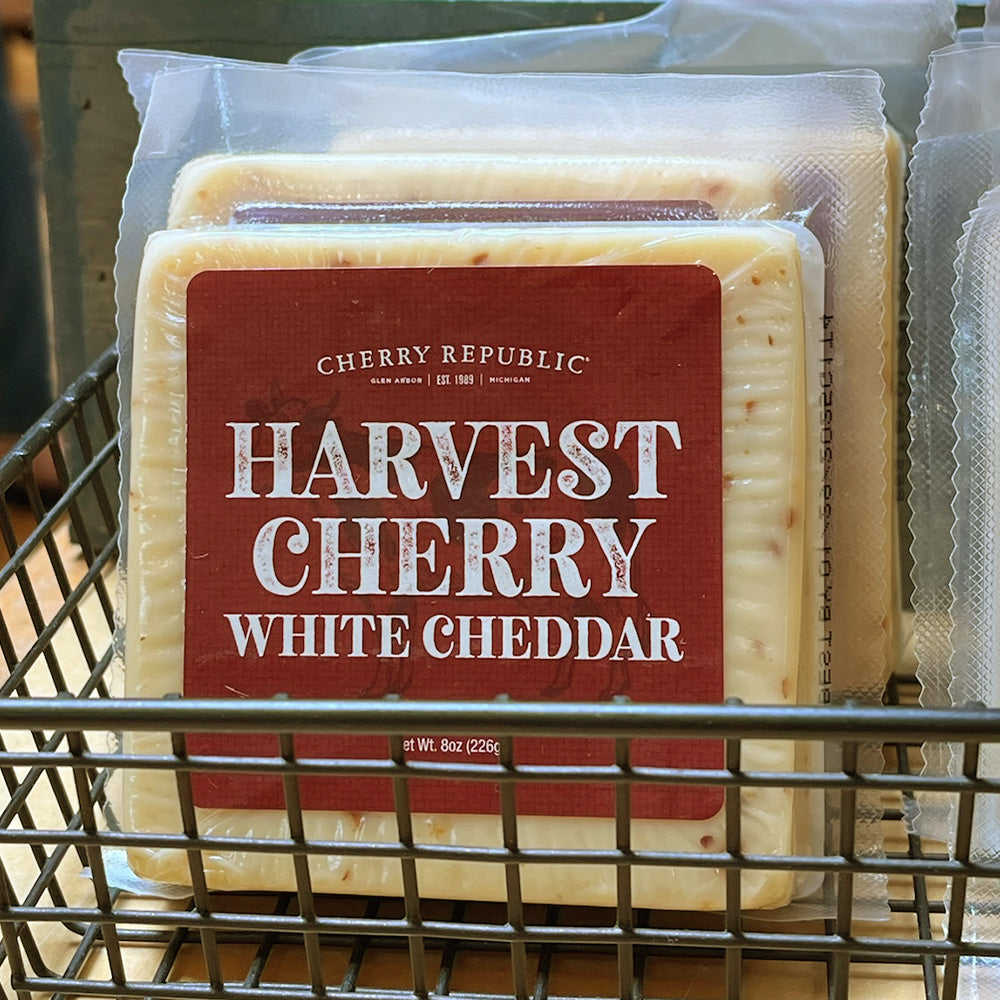 CHERRY REPUBLIC
GLEN ARBOR | EST. 1989 | MICHIGAN
HARVEST
CHERRY
WHITE CHEDDAR
et Wt. 8oz (226g